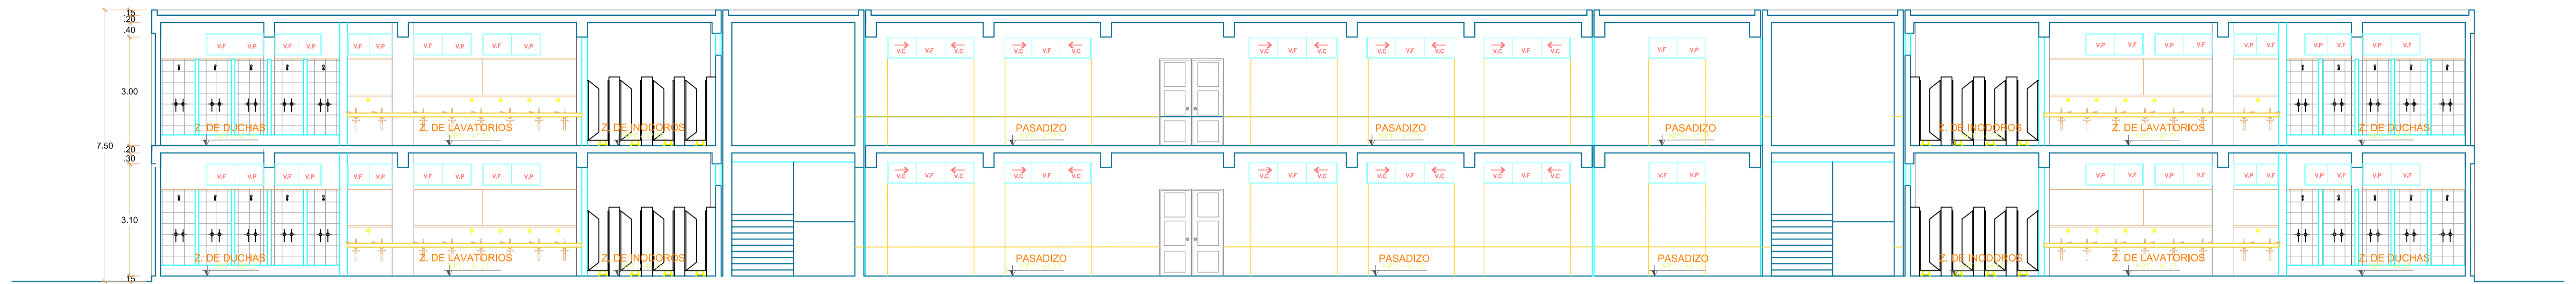 .15
.20
.40
V.F V.P V.F V.P V.F V.P V.F V.P V.F V.P V.C V.F V.C V.C V.F V.C V.C V.F V.C V.C V.F V.C V.C V.F V.C V.F V.P V.P V.F V.P V.F V.F V.P V.F V.P V.F V.P
3.00
Z. DE DUCHAS Z. DE LAVATORIOS Z. DE INODOROS PASADIZO PASADIZO PASADIZO Z. DE INODOROS Z. DE LAVATORIOS Z. DE DUCHAS
7.50
.20
.30
V.F V.P V.F V.P V.F V.P V.F V.P V.F V.P V.C V.F V.C V.C V.F V.C V.C V.F V.C V.C V.F V.C V.C V.F V.C V.F V.P V.P V.F V.P V.F V.F V.P V.F V.P V.F V.P
3.10
Z. DE DUCHAS Z. DE LAVATORIOS Z. DE INODOROS PASADIZO PASADIZO PASADIZO Z. DE INODOROS Z. DE LAVATORIOS Z. DE DUCHAS
.15